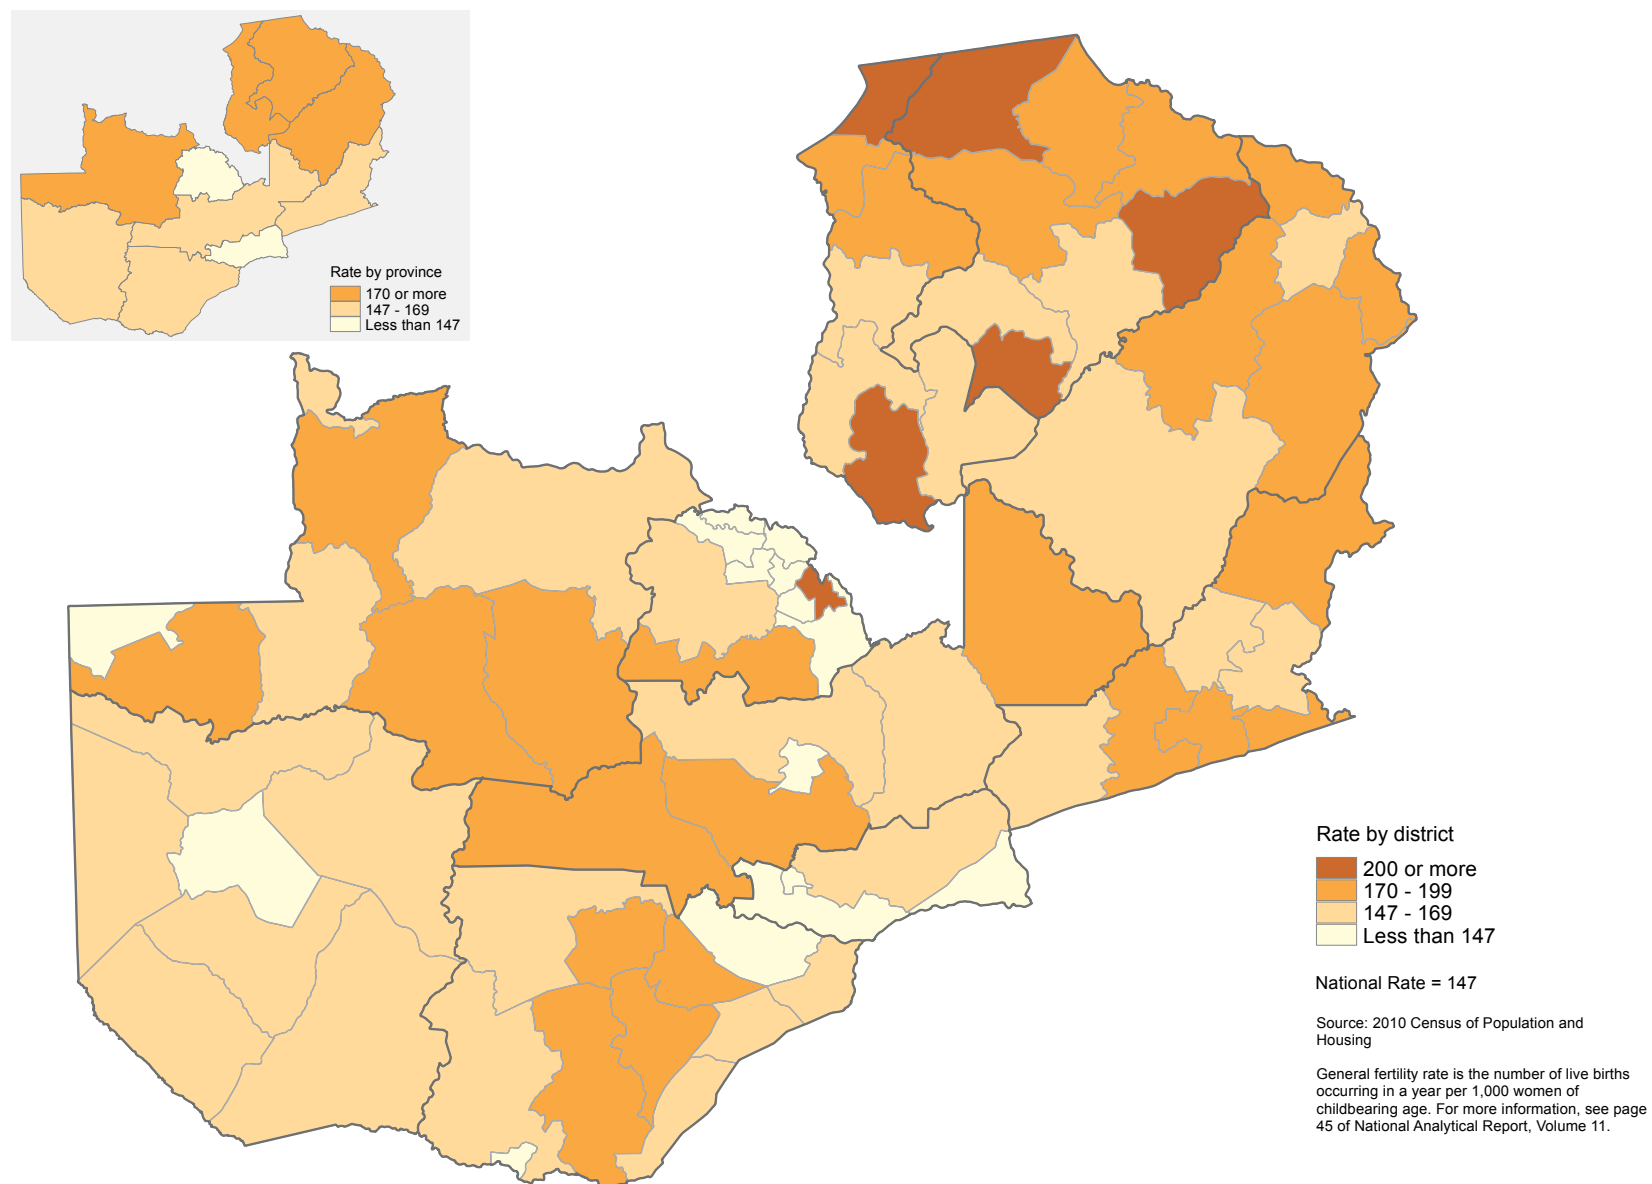 Rate by province
170 or more
147 - 169
Less than 147
Rate by district
200 or more
170 - 199
147 - 169
Less than 147
National Rate = 147
Source: 2010 Census of Population and
Housing
General fertility rate is the number of live births
occurring in a year per 1,000 women of
childbearing age. For more information, see page
45 of National Analytical Report, Volume 11.